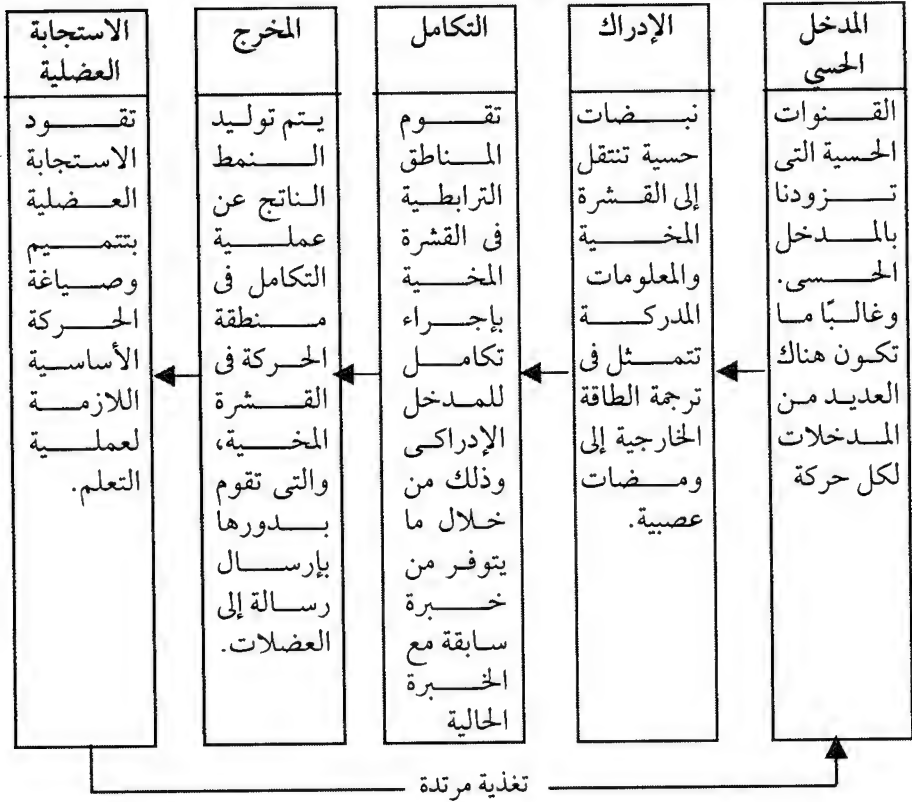 المدخل
الحسي
القنوات
الحسية التى
تزودنا
بالمدخل
الحسى.
وغالبًا ما
تكون هناك
العديد من
المدخلات
لكل حركة
الإدراك
نبضات
حسية تنتقل
إلى القشرة
المخية
والمعلومات
المدركة
تتمثل فى
ترجمة الطاقة
الخارجية إلى
ومضات
عصبية.
التكامل
تقوم
المناطق
الترابطية
فى القشرة
المخية
بإجراء
تكامل
للمدخل
الإدراكى
وذلك من
خلال ما
يتوفر من
خبرة
سابقة مع
الخبرة
الحالية
المخرج
يتم توليد
النمط
الناتج عن
عملية
التكامل فى
منطقة
الحركة فى
القشرة
المخية،
والتى تقوم
بدورها
بإرسال
رسالة إلى
العضلات.
الاستجابة
العضلية
تقود
الاستجابة
العضلية
بتتميم
وصياغة
الحركة
الأساسية
اللازمة
لعملية
التعلم.
تغذية مرتدة